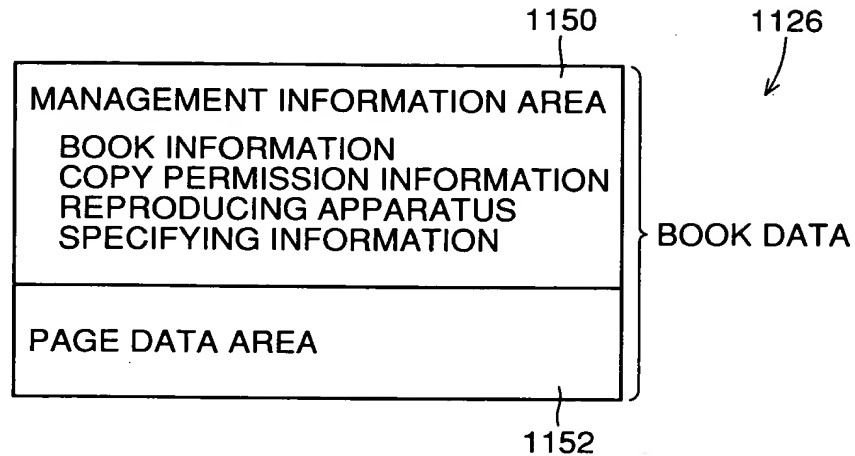 1150
1126
MANAGEMENT INFORMATION AREA
BOOK INFORMATION
COPY PERMISSION INFORMATION
REPRODUCING APPARATUS
SPECIFYING INFORMATION
BOOK DATA
PAGE DATA AREA
1152